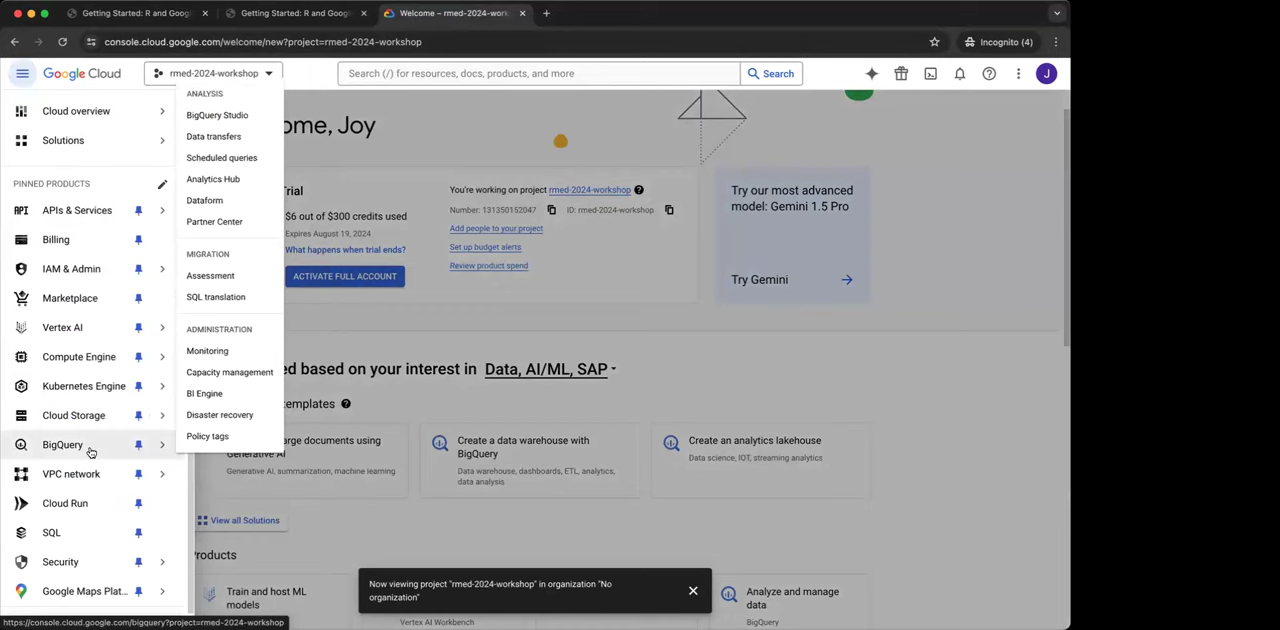 Getting Started: R and Goog
Getting Started: R and Goog
Welcome – rmed-2024-work
console.cloud.google.com/welcome/new?project=rmed-2024-workshop
Incognito (4)
Google Cloud
rmed-2024-workshop
Search (/) for resources, docs, products, and more
Search
J
Cloud overview
Solutions
PINNED PRODUCTS
APIs & Services
Billing
IAM & Admin
Marketplace
Vertex AI
Compute Engine
Kubernetes Engine
Cloud Storage
BigQuery
VPC network
Cloud Run
SQL
Security
Google Maps Plat...
ANALYSIS
BigQuery Studio
Data transfers
Scheduled queries
Analytics Hub
Dataform
Partner Center
MIGRATION
Assessment
SQL translation
ADMINISTRATION
Monitoring
Capacity management
BI Engine
Disaster recovery
Policy tags
ome, Joy
Trial
$6 out of $300 credits used
Expires August 19, 2024
What happens when trial ends?
ACTIVATE FULL ACCOUNT
You're working on project rmed-2024-workshop
Number: 131350152047 ID: rmed-2024-workshop
Add people to your project
Set up budget alerts
Review product spend
Try our most advanced
model: Gemini 1.5 Pro
Try Gemini
d based on your interest in Data, AI/ML, SAP
templates
arge documents using
Generative AI
Generative AI, summarization, machine learning
Create a data warehouse with
BigQuery
Data warehouse, dashboards, ETL, analytics,
data analysis
Create an analytics lakehouse
Data science, IOT, streaming analytics
View all Solutions
roducts
Train and host ML
models
Vertex AI Workbench
Now viewing project "rmed-2024-workshop" in organization "No
organization"
Analyze and manage
data
BigQuery
https://console.cloud.google.com/bigquery?project=rmed-2024-workshop